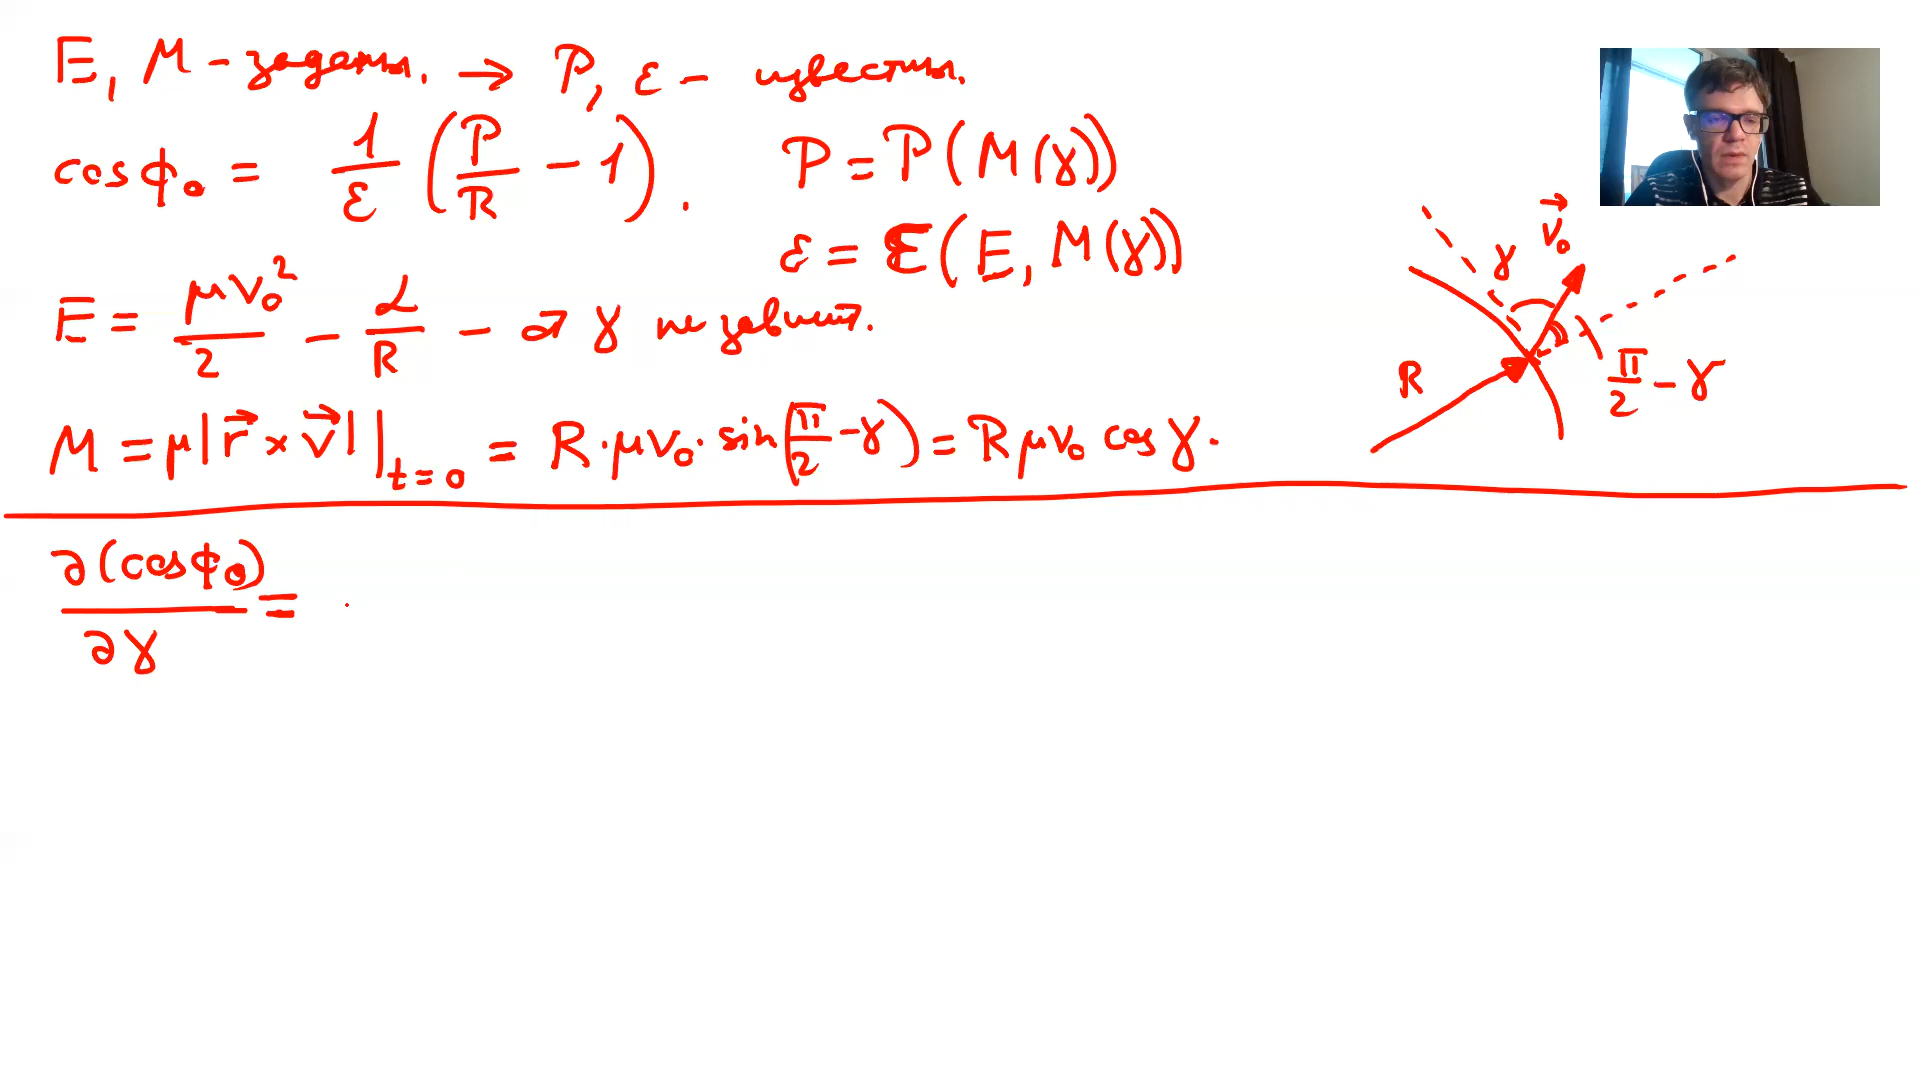 E, M – заданы. → P, ε – известны.
cos φ₀ = 1/ε (P/R − 1). P = P(M(γ))
ε = ε(E, M(γ))
E = μv₀²/2 − α/R – от γ не зависит.
M = μ|r⃗ × v⃗| |ₜ₌₀ = R·μv₀·sin(π/2 − γ) = Rμv₀ cos γ.
γ v⃗₀
R π/2 − γ
∂(cos φ₀)/∂γ =